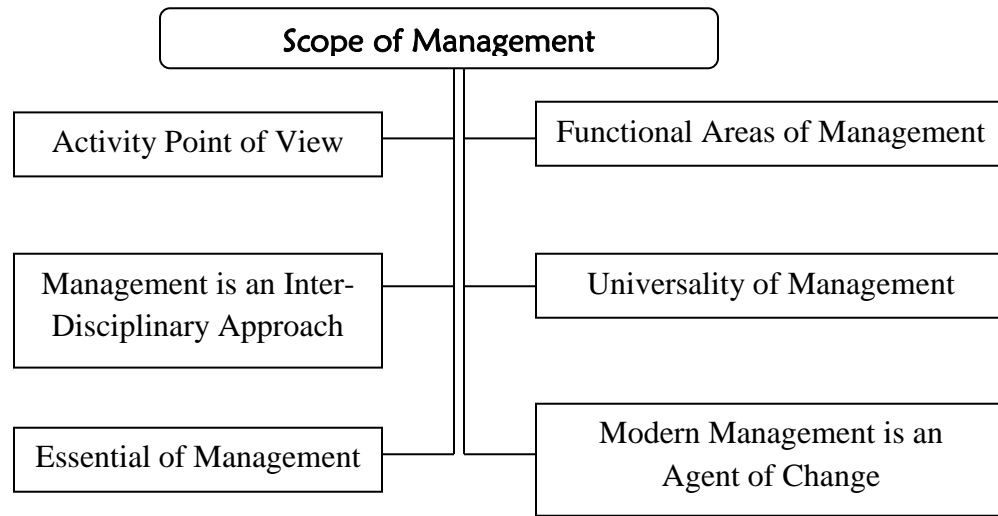 Scope of Management
Activity Point of View
Functional Areas of Management
Management is an Inter-
Disciplinary Approach
Universality of Management
Essential of Management
Modern Management is an
Agent of Change